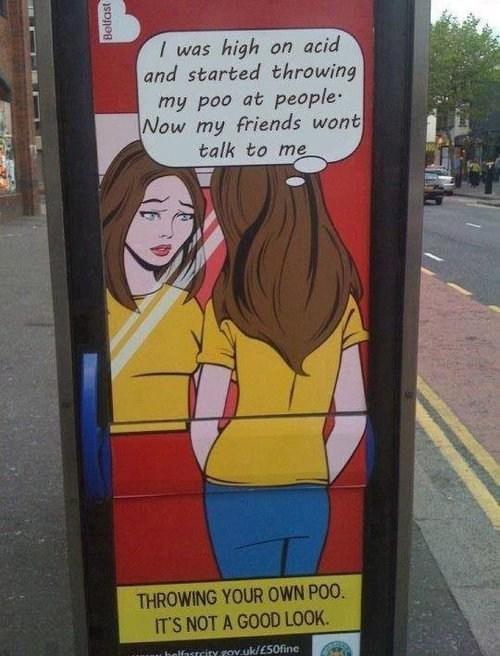 Belfast
I was high on acid
and started throwing
my poo at people.
Now my friends wont
talk to me
THROWING YOUR OWN POO.
IT'S NOT A GOOD LOOK.
belfastcity.gov.uk/£50fine